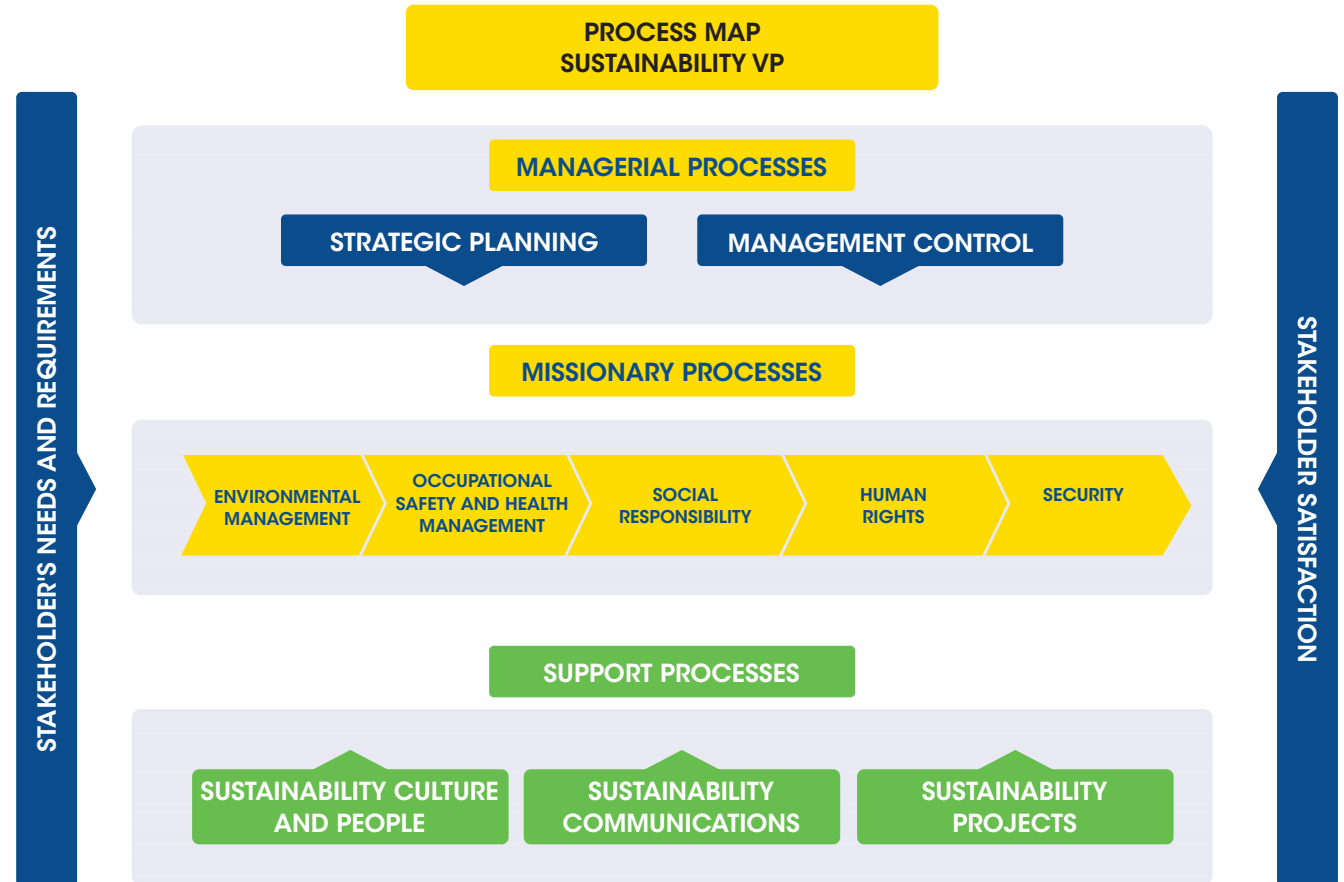 PROCESS MAP
SUSTAINABILITY VP
STAKEHOLDER'S NEEDS AND REQUIREMENTS
MANAGERIAL PROCESSES
STRATEGIC PLANNING
MANAGEMENT CONTROL
MISSIONARY PROCESSES
ENVIRONMENTAL
MANAGEMENT
OCCUPATIONAL
SAFETY AND HEALTH
MANAGEMENT
SOCIAL
RESPONSIBILITY
HUMAN
RIGHTS
SECURITY
SUPPORT PROCESSES
SUSTAINABILITY CULTURE
AND PEOPLE
SUSTAINABILITY
COMMUNICATIONS
SUSTAINABILITY
PROJECTS
STAKEHOLDER SATISFACTION